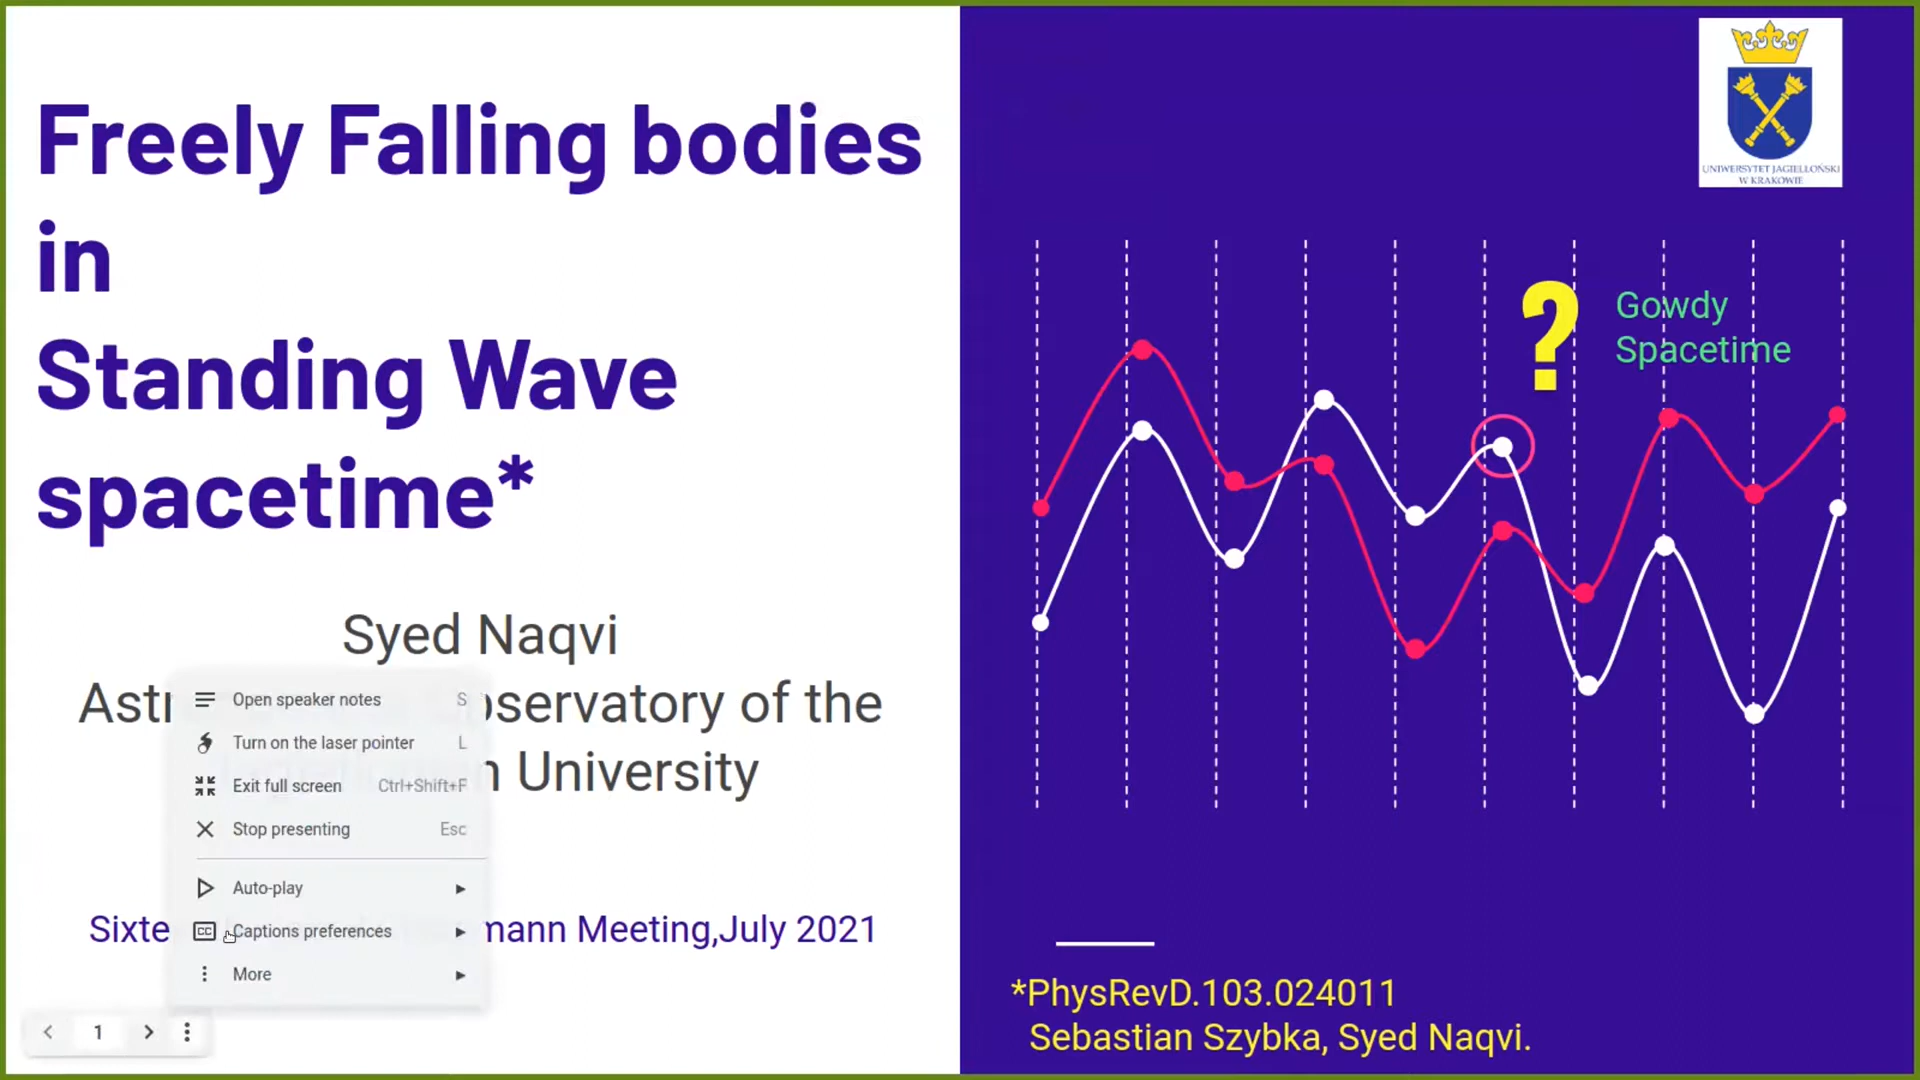 Freely Falling bodies
in
Standing Wave
spacetime*
Syed Naqvi
Astr servatory of the
University
Sixte mann Meeting,July 2021
Open speaker notes S
Turn on the laser pointer L
Exit full screen Ctrl+Shift+F
Stop presenting Esc
Auto-play
Captions preferences
More
1
UNIWERSYTET JAGIELLOŃSKI
W KRAKOWIE
?
Gowdy
Spacetime
*PhysRevD.103.024011
Sebastian Szybka, Syed Naqvi.